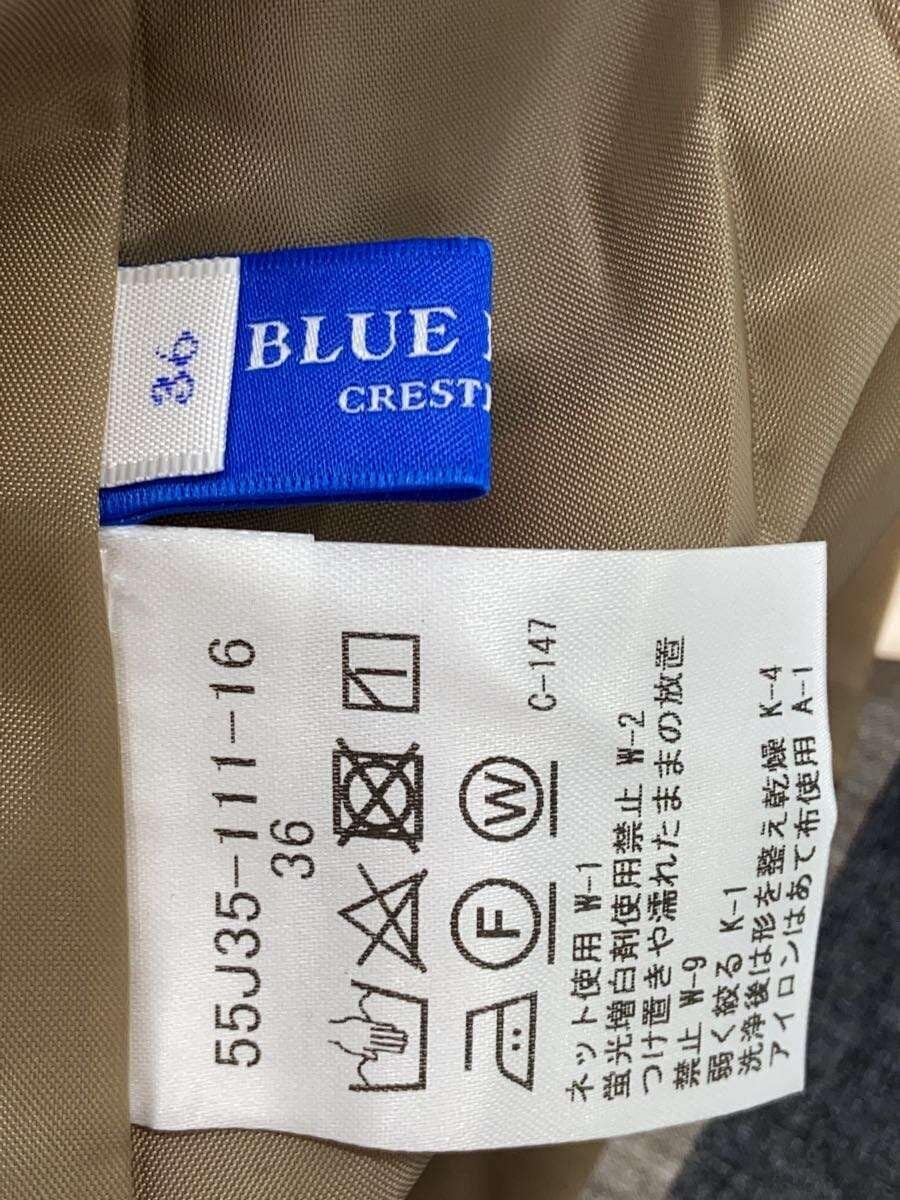 36
BLUE
CREST
55J35-111-16
36
F
W
C-147
ネット使用 W-1
蛍光増白剤使用禁止 W-2
つけ置きや濡れたままの放置
禁止 W-9
弱く絞る K-1
洗浄後は形を整え乾燥 K-4
アイロンはあて布使用 A-1